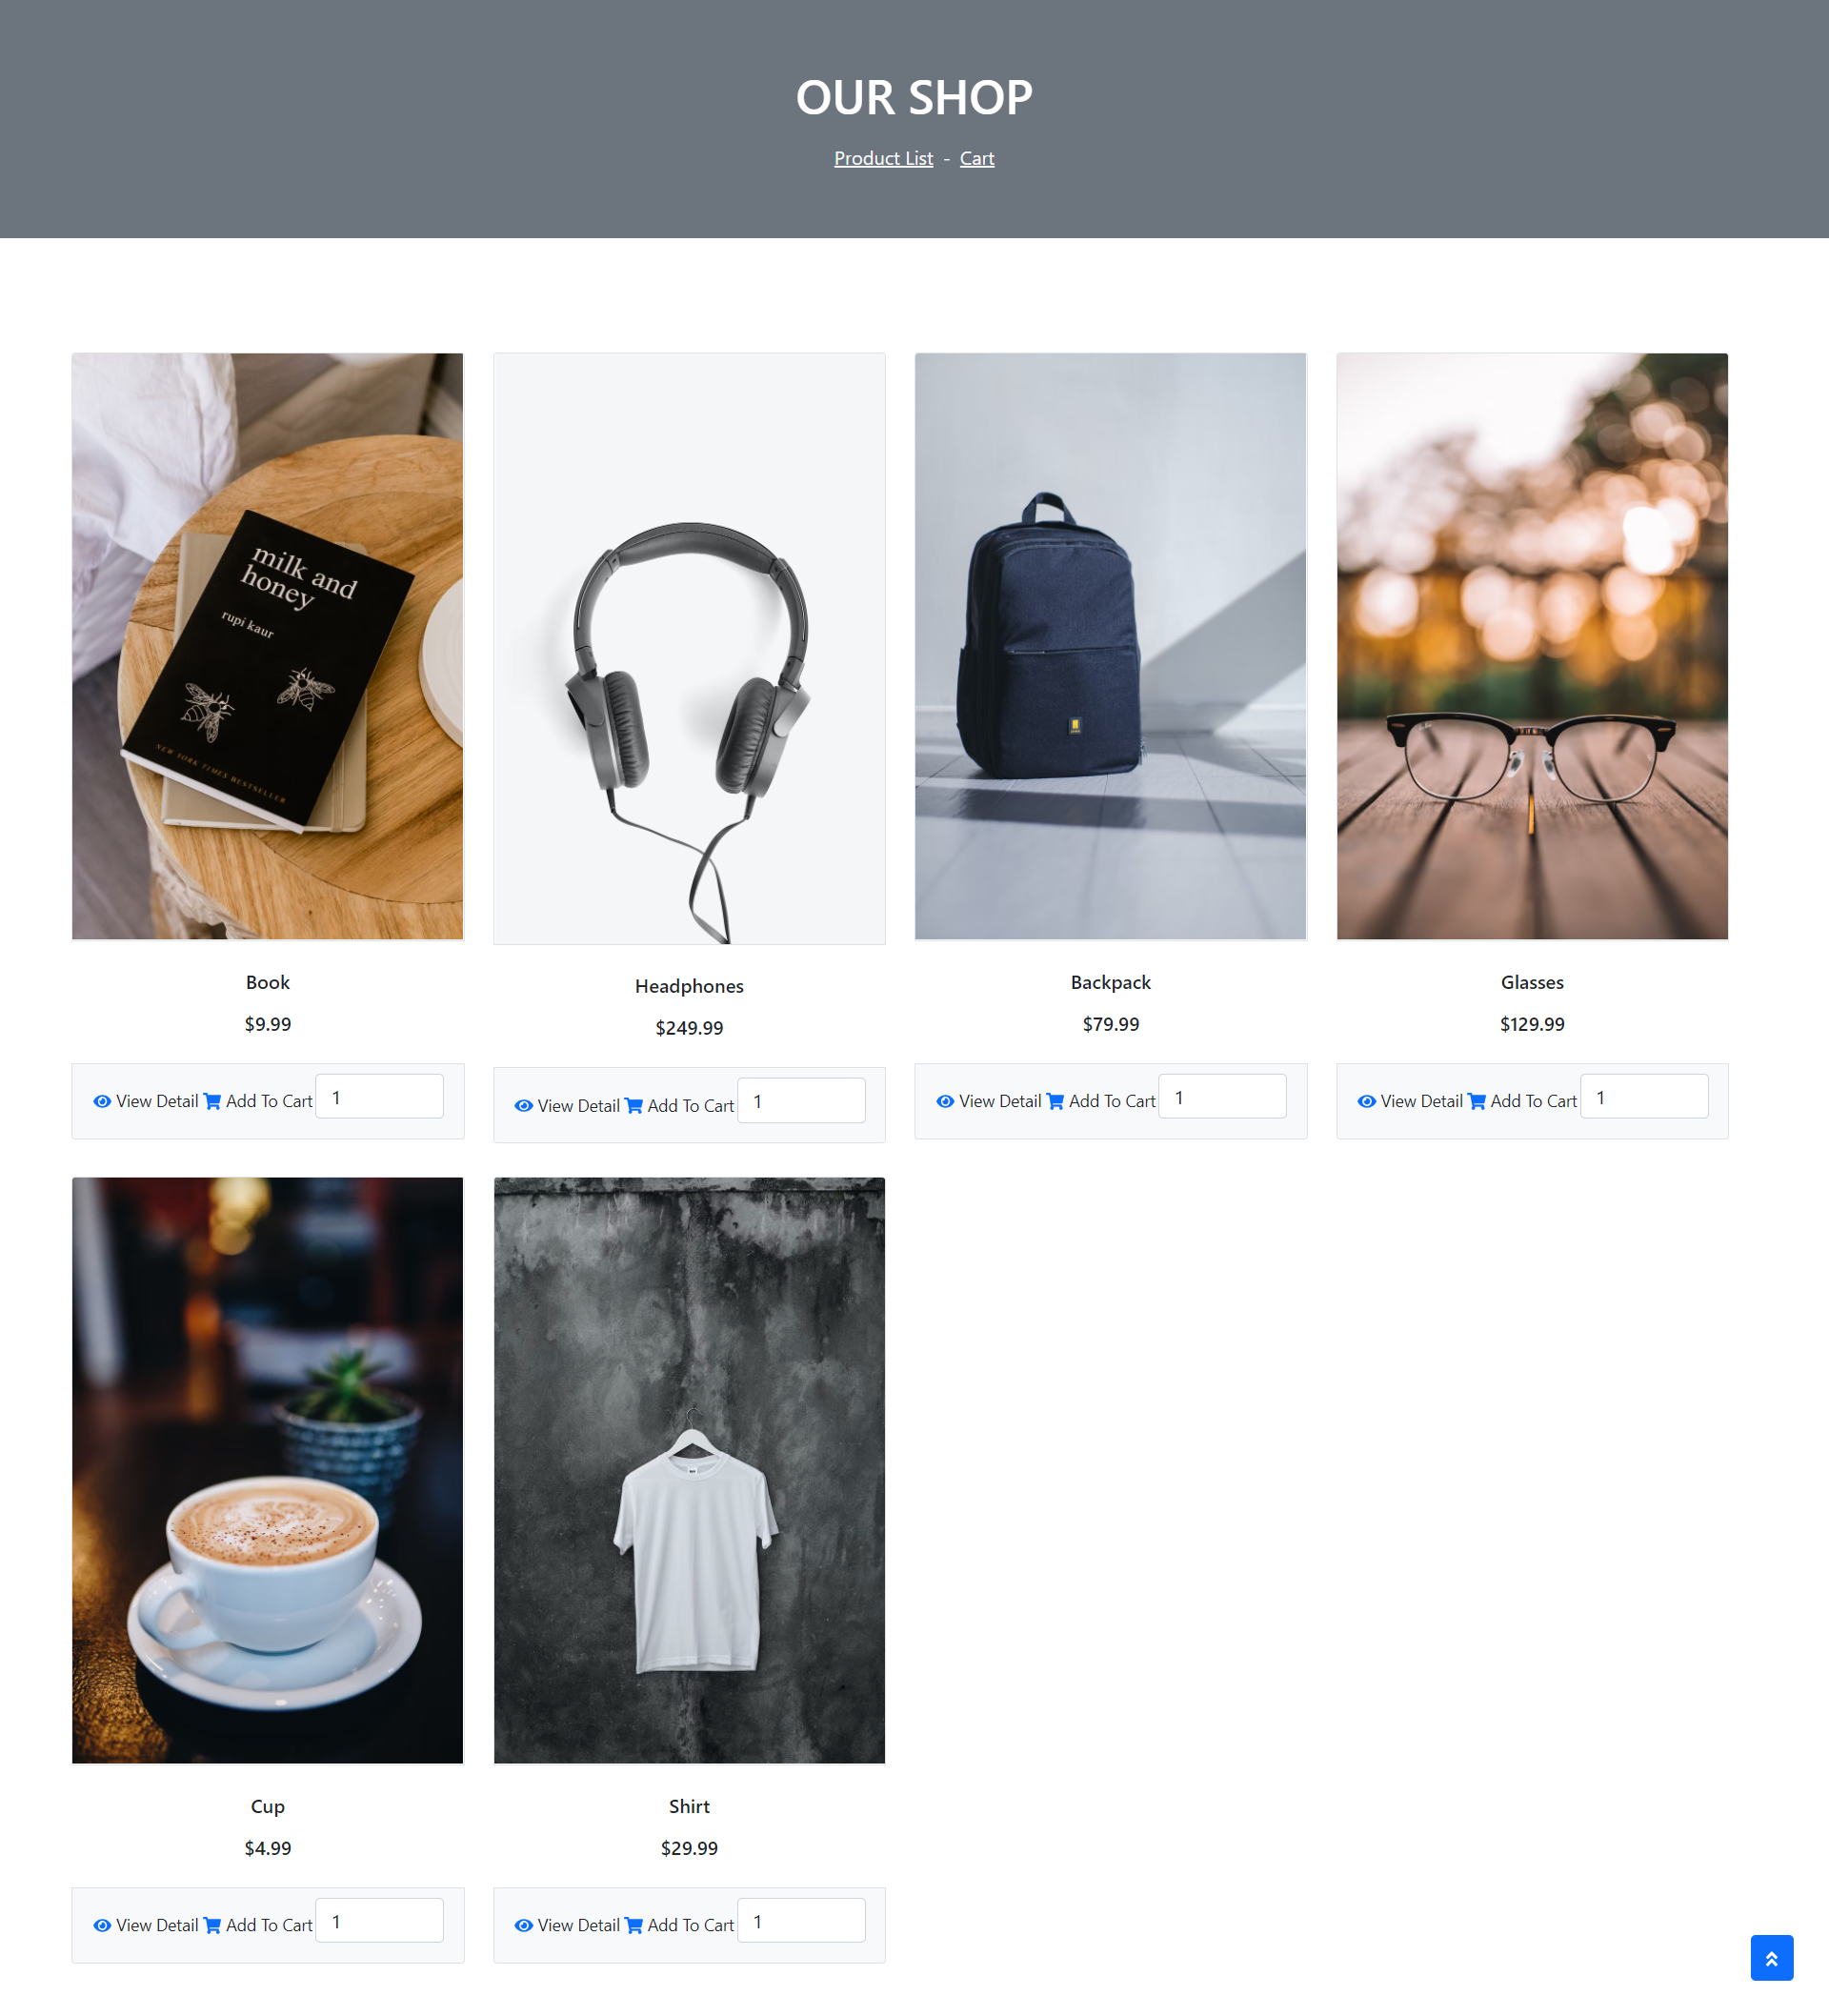 OUR SHOP
Product List - Cart
milk and
honey
rupi kaur
NEW YORK TIMES BESTSELLER
Book
$9.99
View Detail Add To Cart 1
Headphones
$249.99
View Detail Add To Cart 1
Backpack
$79.99
View Detail Add To Cart 1
Glasses
$129.99
View Detail Add To Cart 1
Cup
$4.99
View Detail Add To Cart 1
Shirt
$29.99
View Detail Add To Cart 1